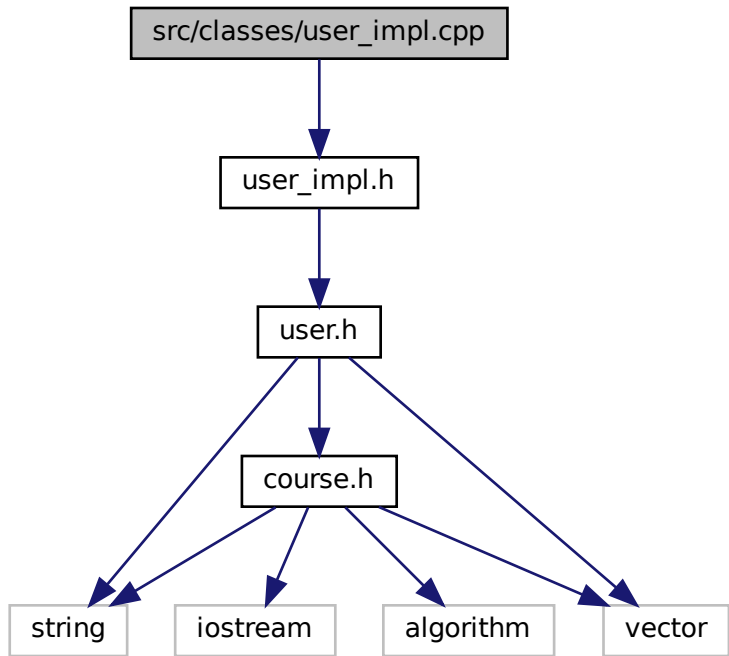 src/classes/user_impl.cpp
user_impl.h
user.h
course.h
string
iostream
algorithm
vector